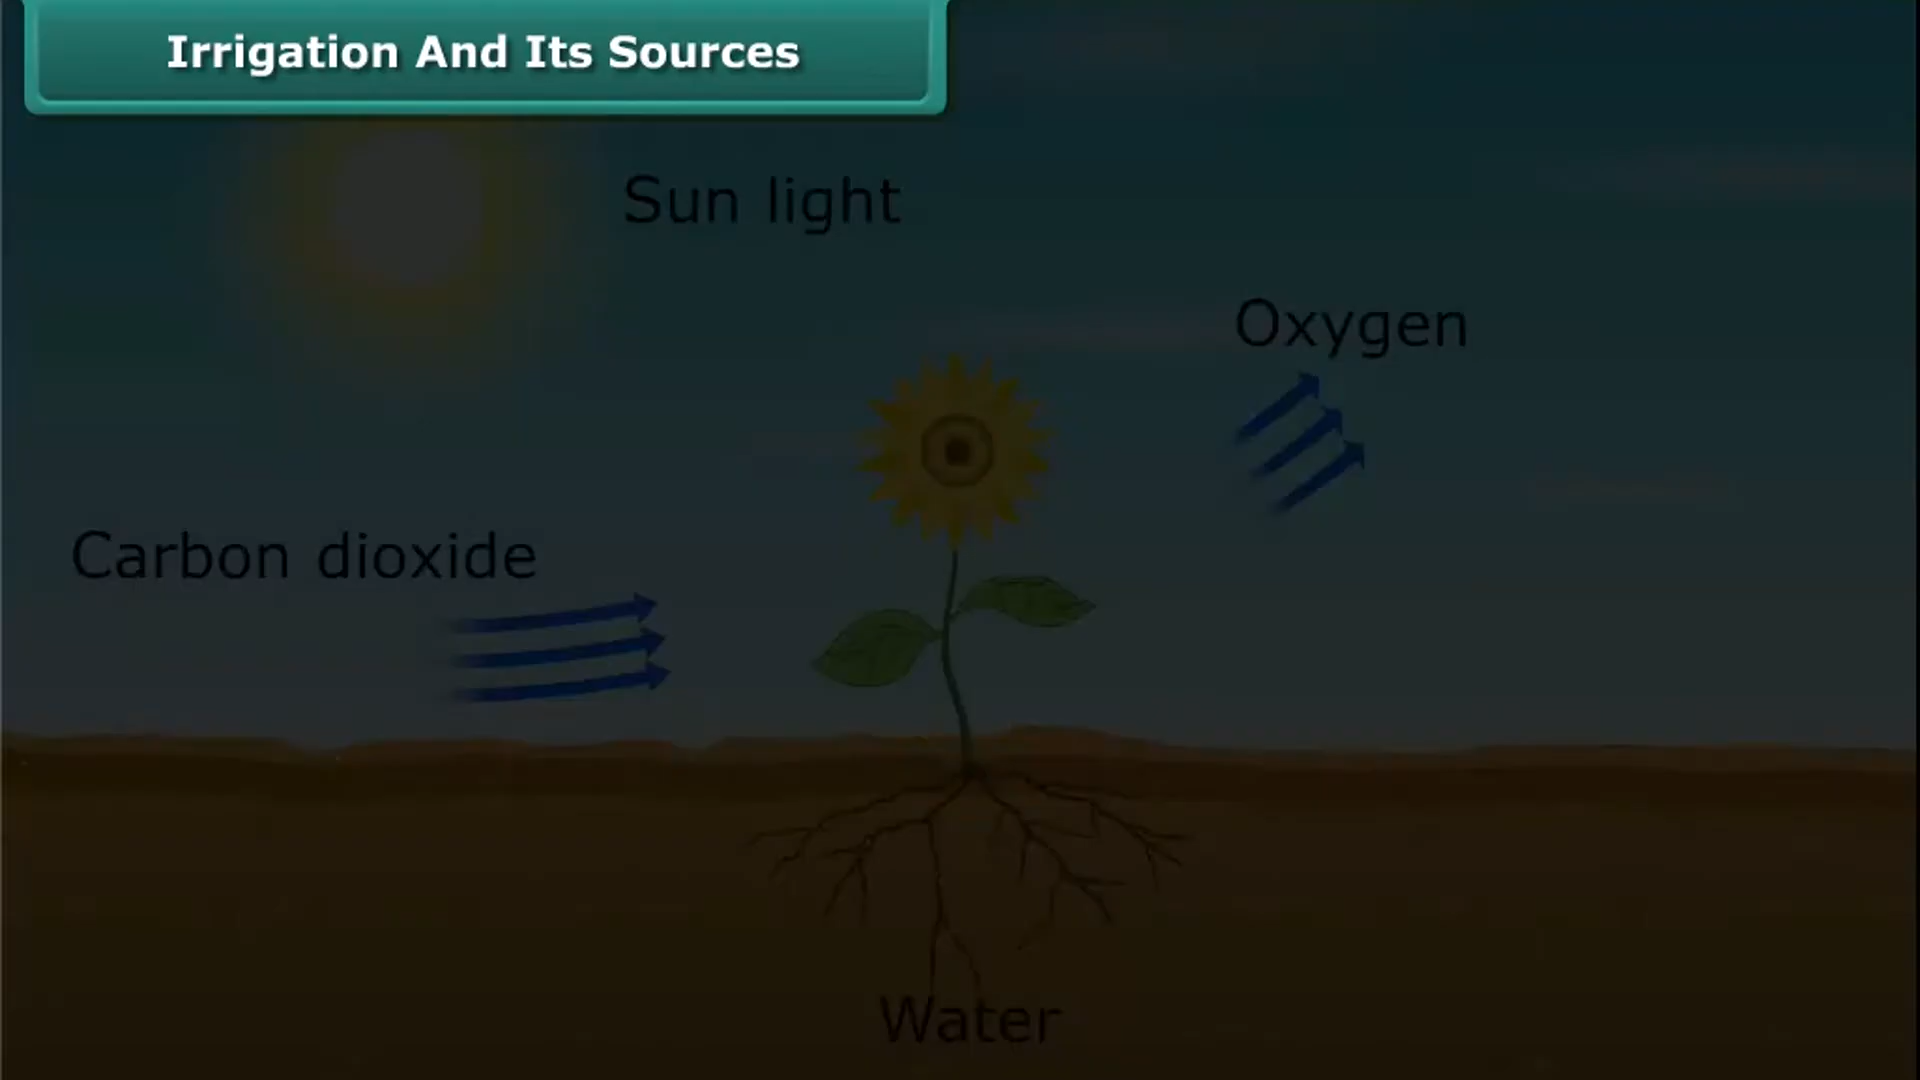 Irrigation And Its Sources
Sun light
Oxygen
Carbon dioxide
Water